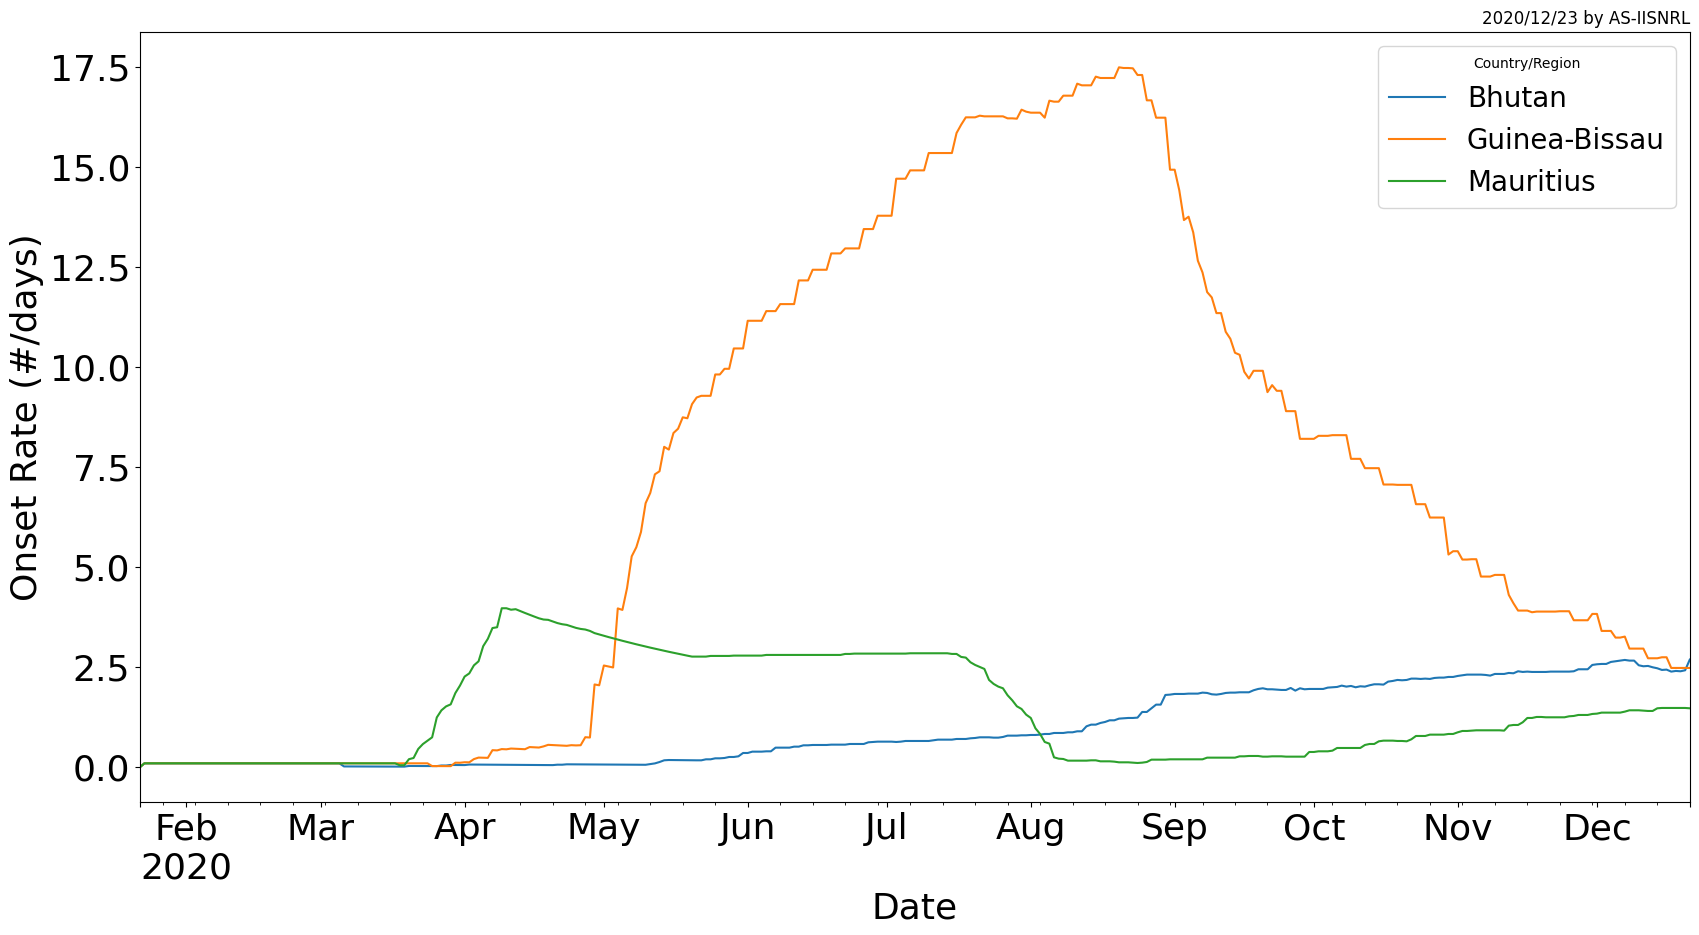 2020/12/23 by AS-IISNRL
Country/Region
Bhutan
Guinea-Bissau
Mauritius
Onset Rate (#/days)
17.5
15.0
12.5
10.0
7.5
5.0
2.5
0.0
Feb Mar Apr May Jun Jul Aug Sep Oct Nov Dec
2020
Date